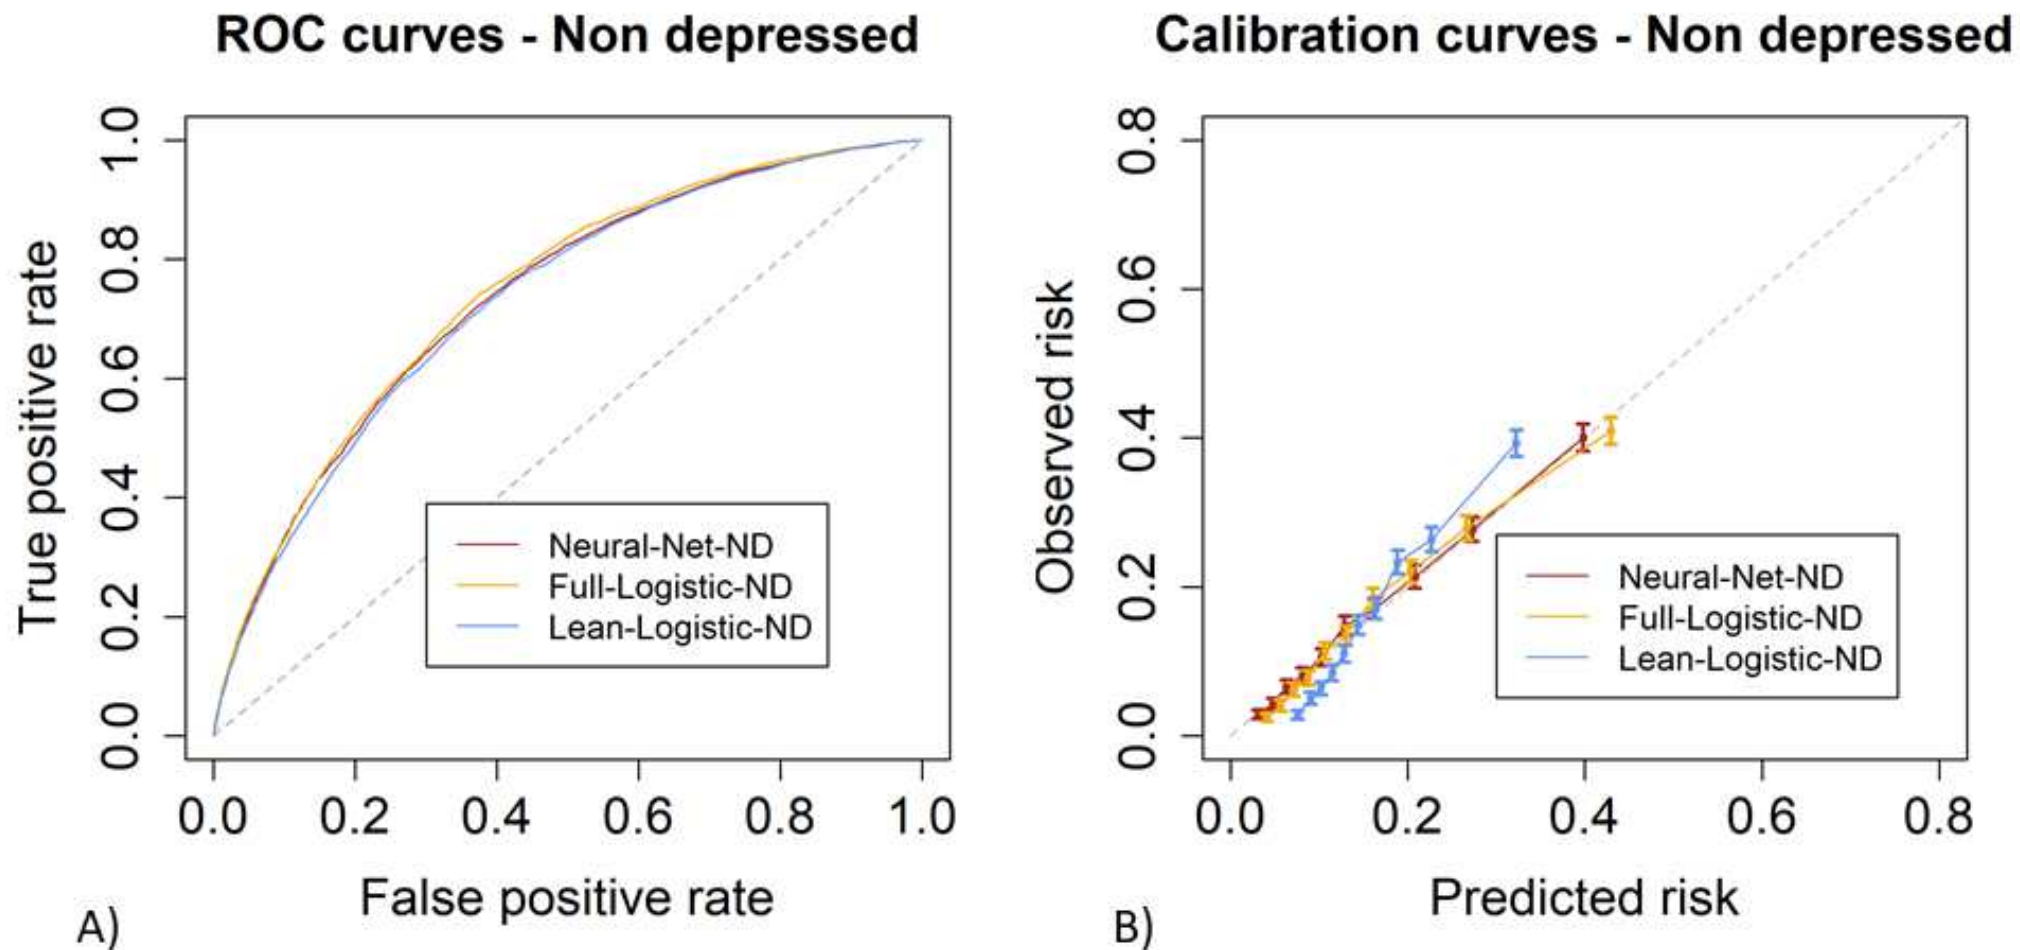 ROC curves - Non depressed
True positive rate
1.0
0.8
0.6
0.4
0.2
0.0
Neural-Net-ND
Full-Logistic-ND
Lean-Logistic-ND
0.0 0.2 0.4 0.6 0.8 1.0
False positive rate
A)
Calibration curves - Non depressed
Observed risk
0.8
0.6
0.4
0.2
0.0
Neural-Net-ND
Full-Logistic-ND
Lean-Logistic-ND
0.0 0.2 0.4 0.6 0.8
Predicted risk
B)